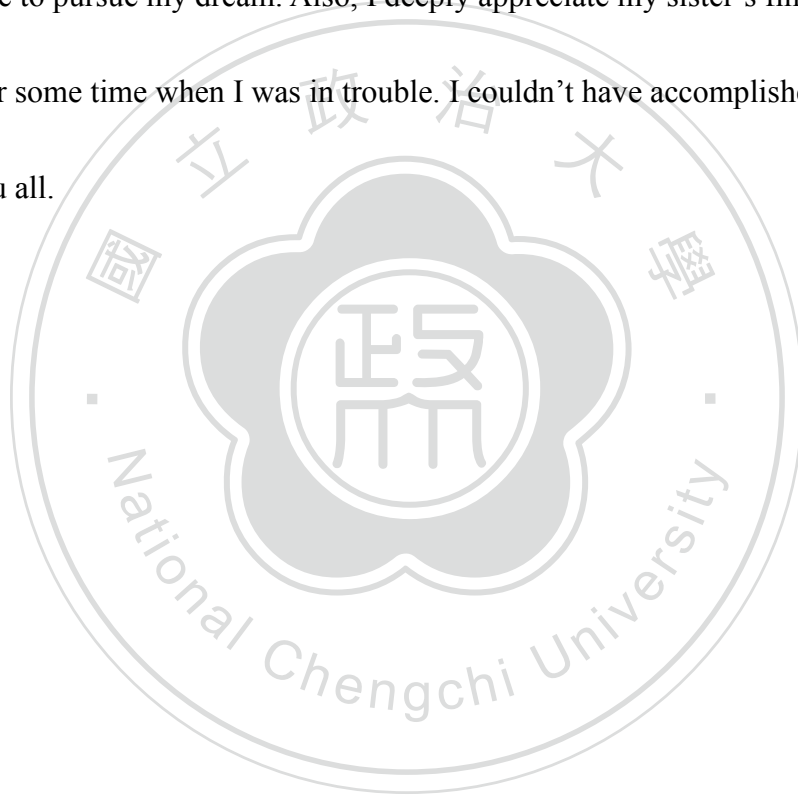 to pursue my dream. Also, I deeply appreciate my sister's
some time when I was in trouble. I couldn't have
all.
國立政治大學
政
National Chengchi University